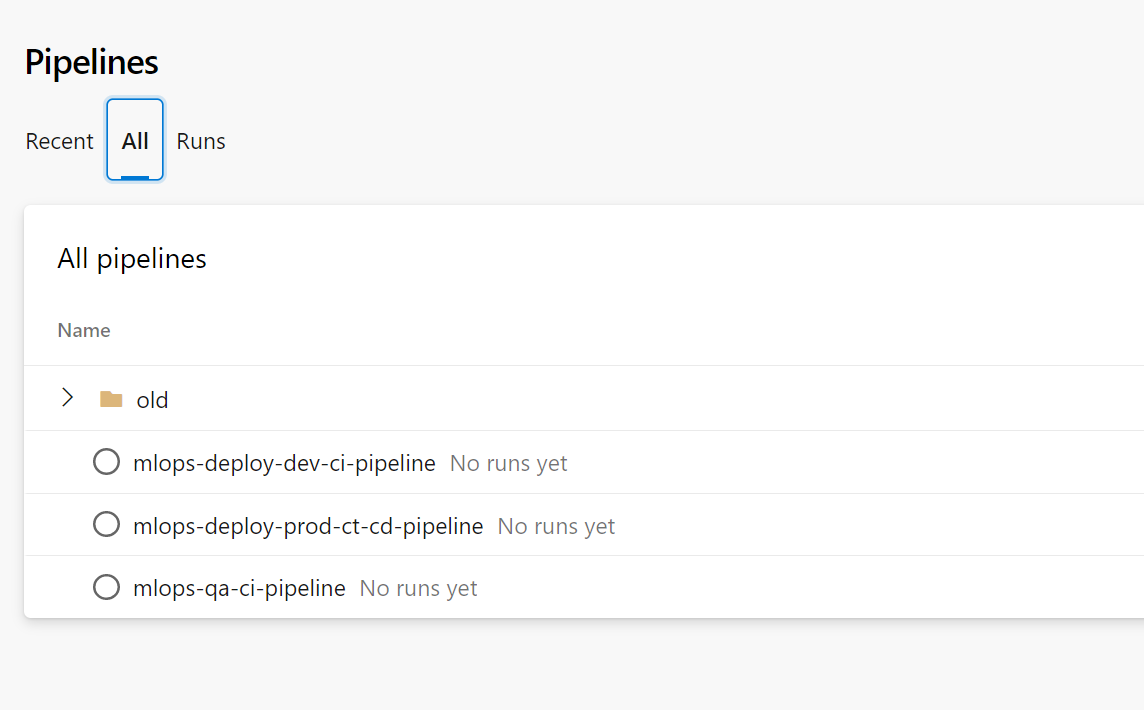 Pipelines
Recent All Runs
All pipelines
Name
old
mlops-deploy-dev-ci-pipeline No runs yet
mlops-deploy-prod-ct-cd-pipeline No runs yet
mlops-qa-ci-pipeline No runs yet